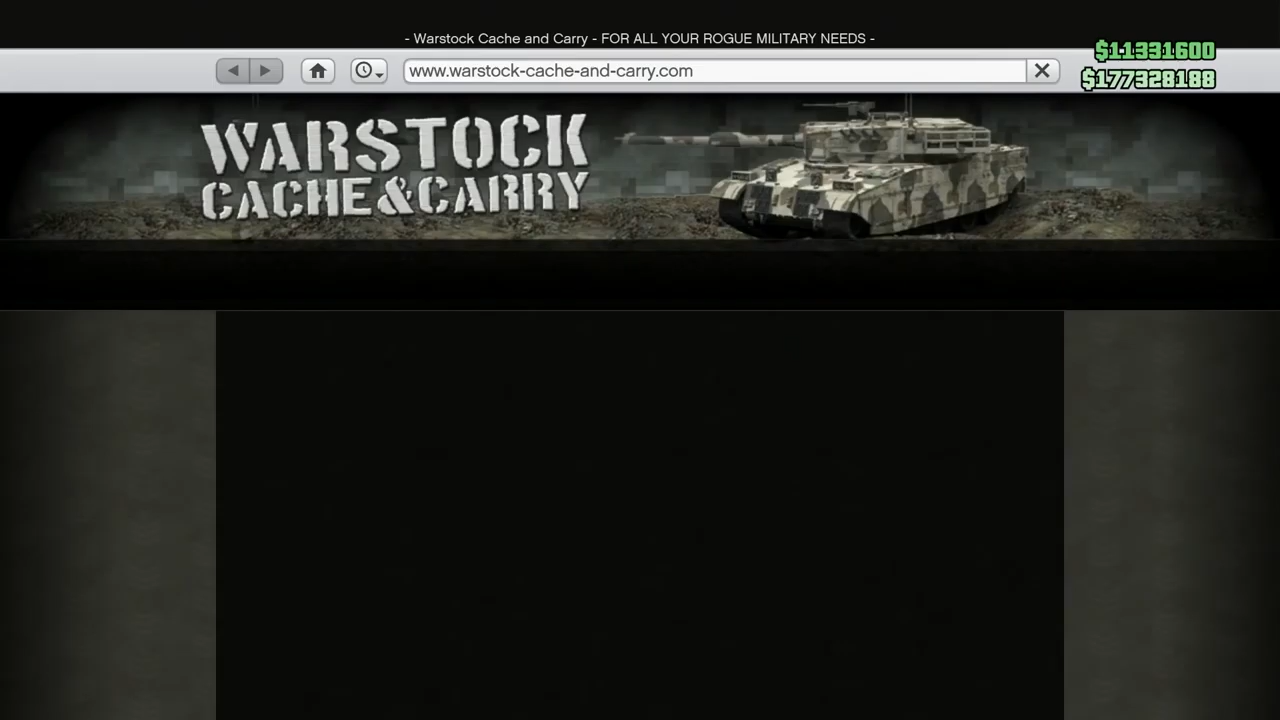 - Warstock Cache and Carry - FOR ALL YOUR ROGUE MILITARY NEEDS -
$11331600
www.warstock-cache-and-carry.com
$177328188
WARSTOCK
CACHE&CARRY